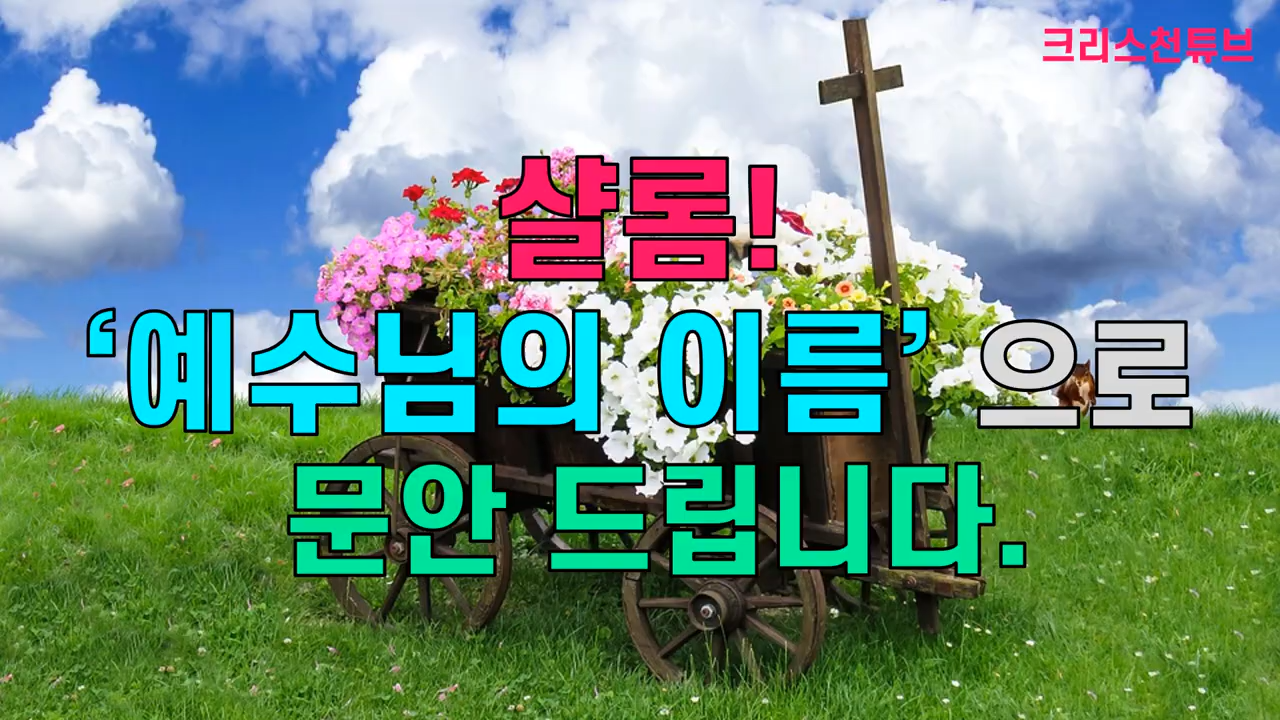 크리스천튜브
샬롬!
‘예수님의 이름’ 으로
문안 드립니다.